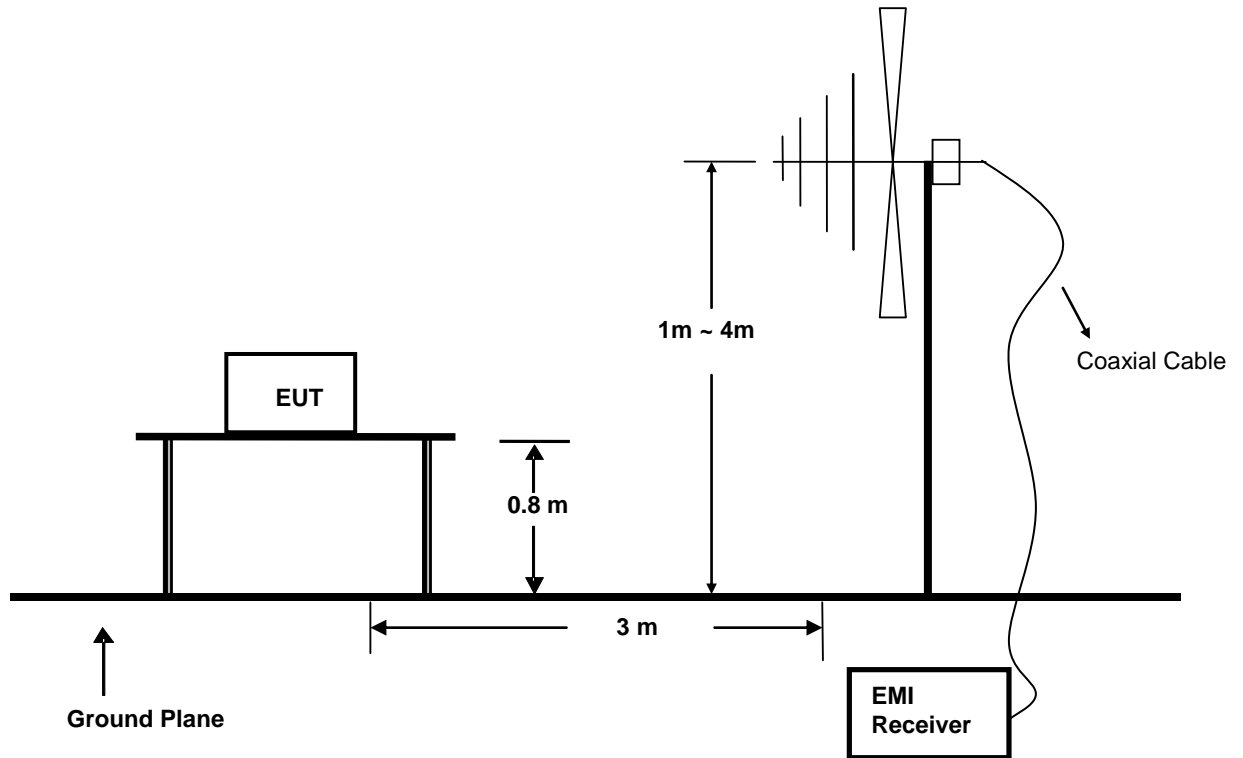 1m ~ 4m
Coaxial Cable
EUT
0.8 m
3 m
Ground Plane
EMI
Receiver